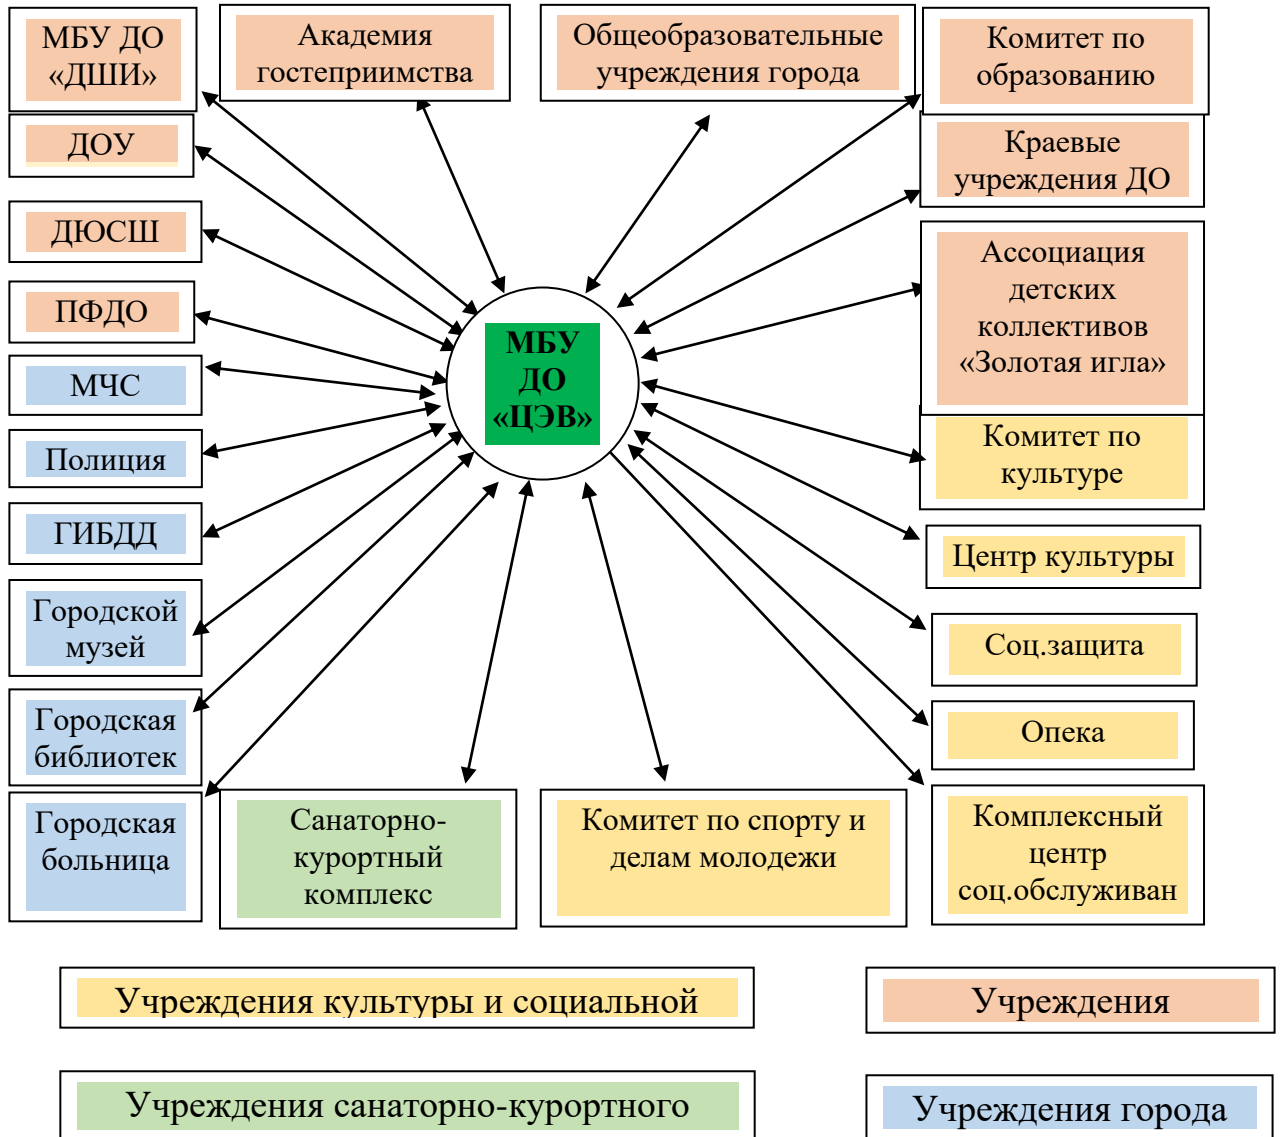 МБУ ДО
«ДШИ»
Академия
гостеприимства
Общеобразовательные
учреждения города
Комитет по
образованию
ДОУ
Краевые
учреждения ДО
ДЮСШ
Ассоциация
детских
коллективов
«Золотая игла»
ПФДО
МБУ
ДО
«ЦЭВ»
МЧС
Полиция
Комитет по
культуре
ГИБДД
Центр культуры
Городской
музей
Соц.защита
Городская
библиотек
Опека
Городская
больница
Санаторно-
курортный
комплекс
Комитет по спорту и
делам молодежи
Комплексный
центр
соц.обслуживан
Учреждения культуры и социальной
Учреждения
Учреждения санаторно-курортного
Учреждения города